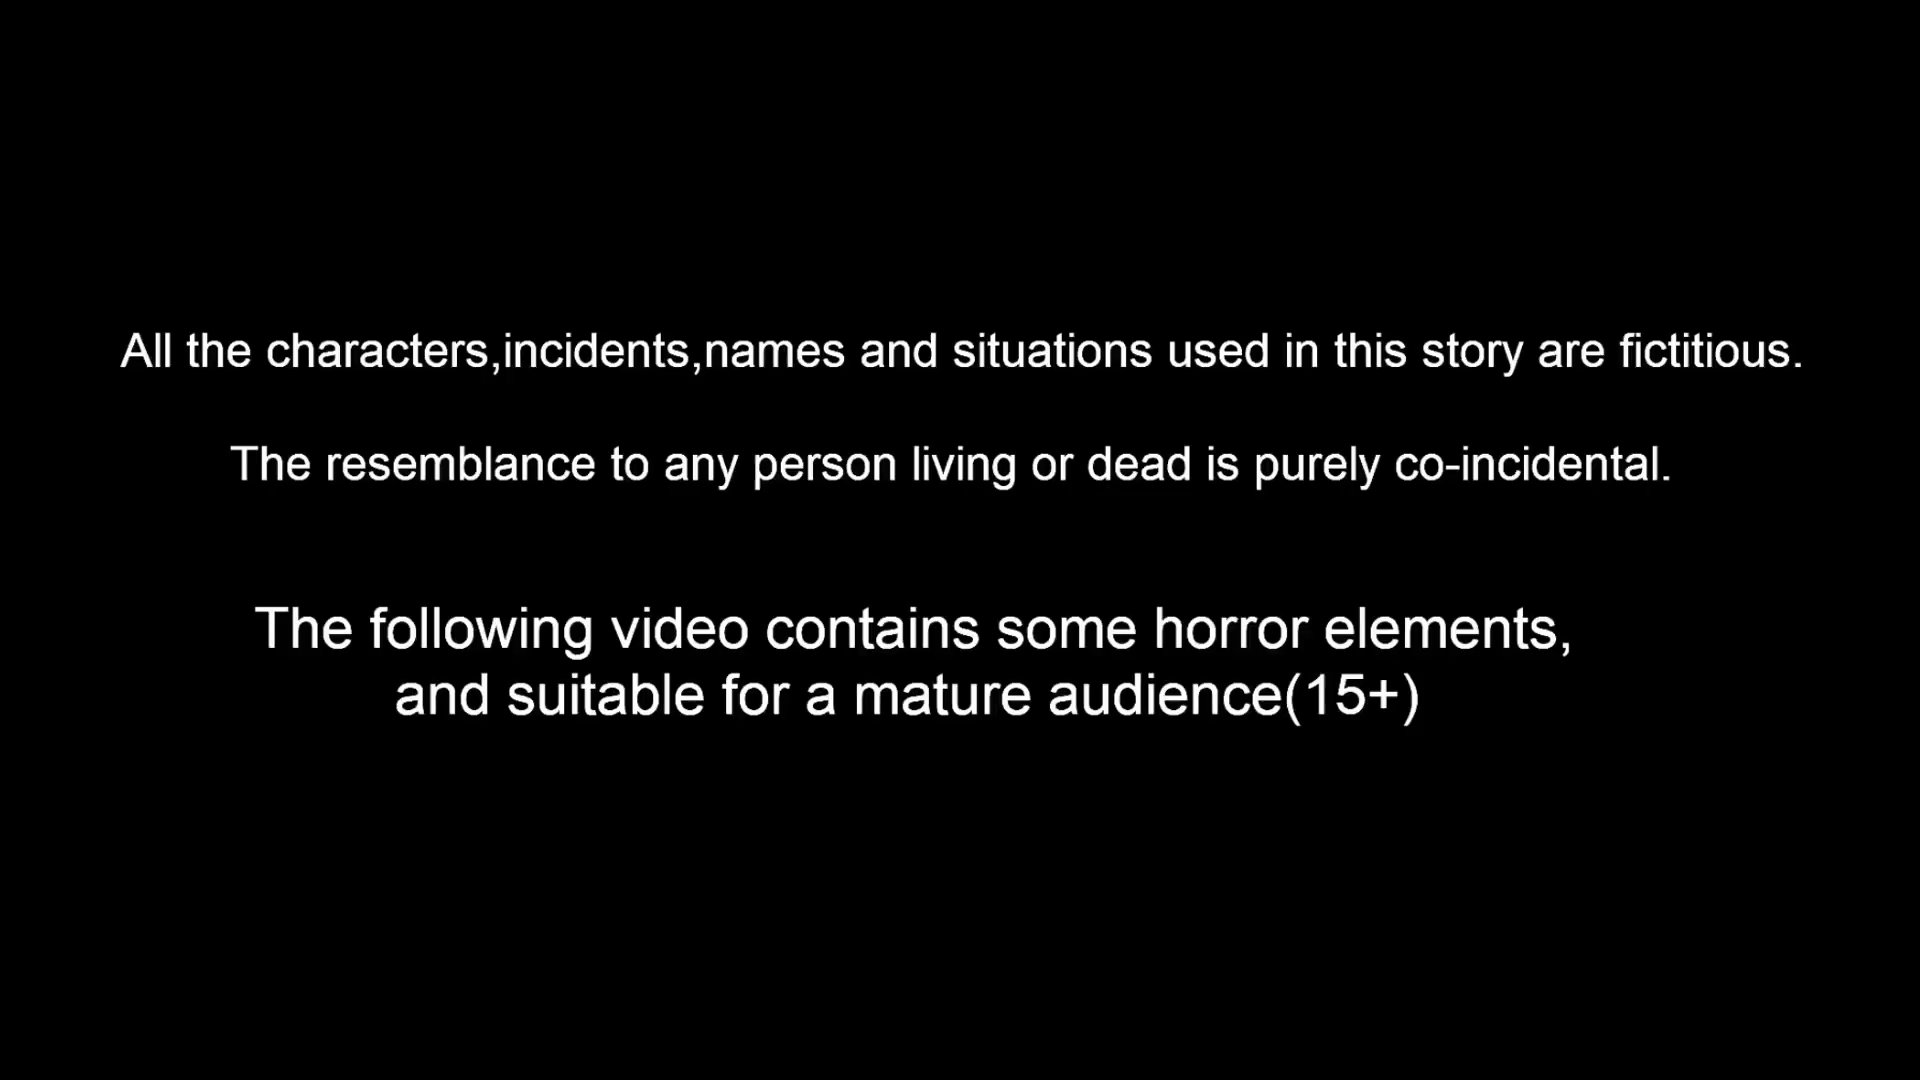 All the characters,incidents,names and situations used in this story are fictitious.
The resemblance to any person living or dead is purely co-incidental.
The following video contains some horror elements,
and suitable for a mature audience(15+)